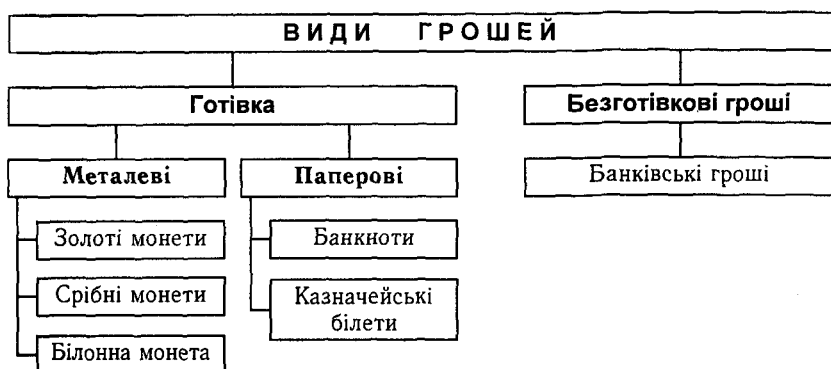 ВИДИ ГРОШЕЙ
Готівка
Безготівкові гроші
Металеві
Паперові
Банківські гроші
Золоті монети
Банкноти
Срібні монети
Казначейські
білети
Білонна монета